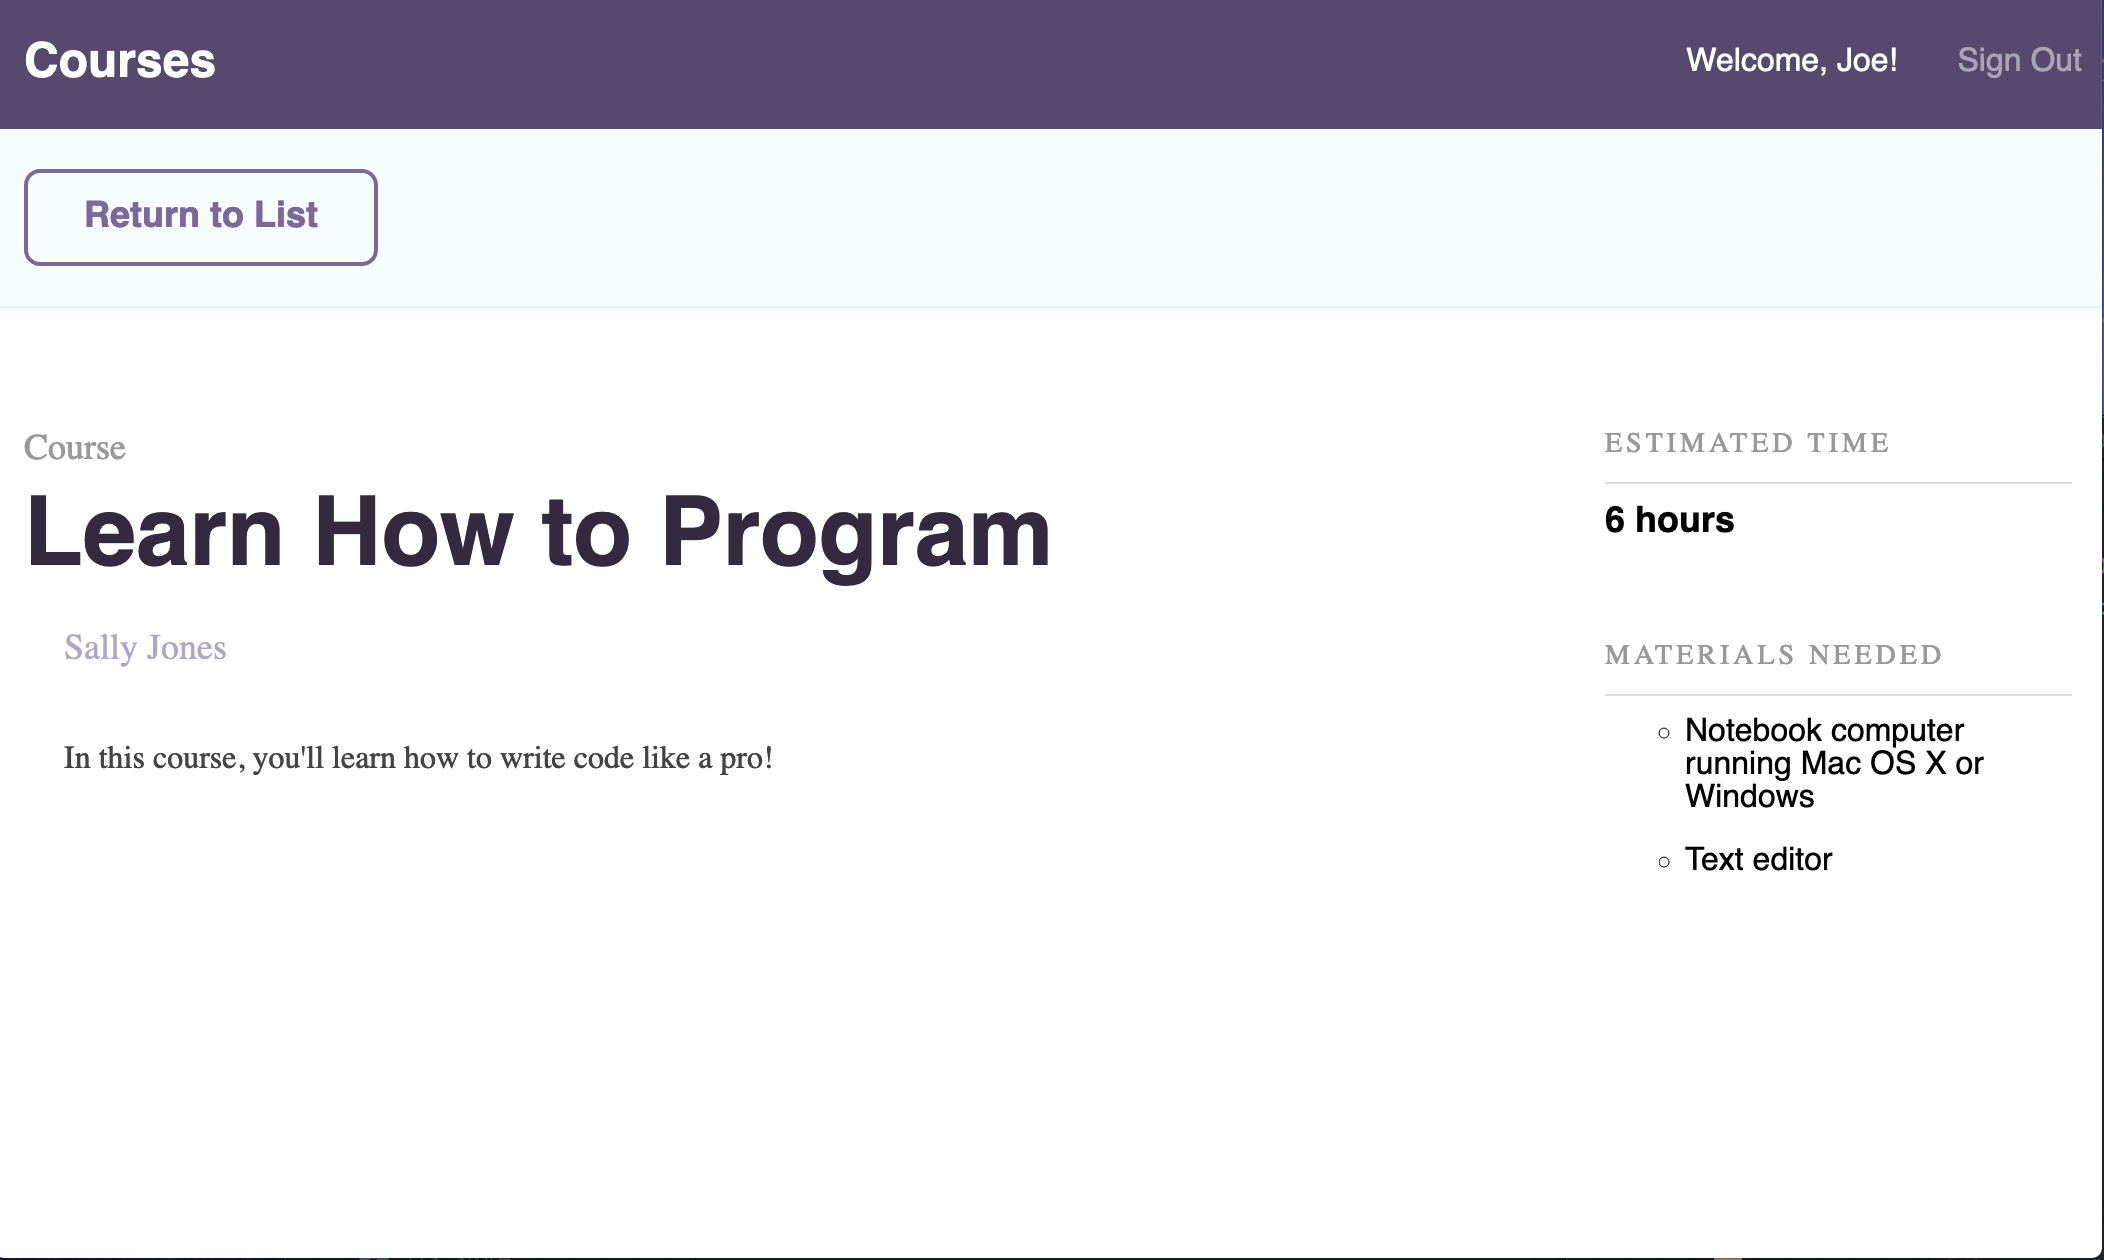 Courses
Welcome, Joe!
Sign Out
Return to List
Course
Learn How to Program
Sally Jones
In this course, you'll learn how to write code like a pro!
ESTIMATED TIME
6 hours
MATERIALS NEEDED
Notebook computer
running Mac OS X or
Windows
Text editor